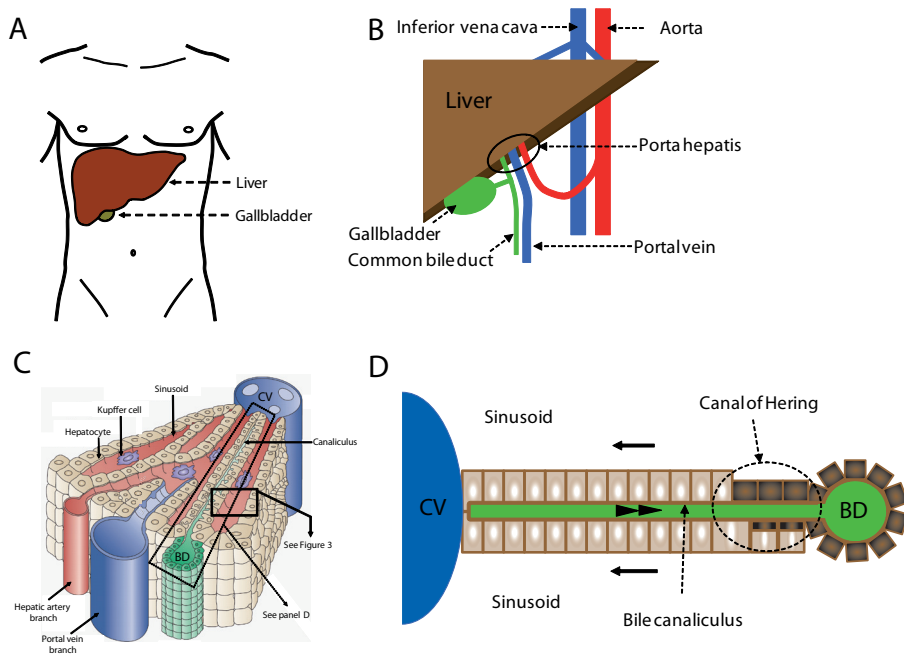 A
Liver
Gallbladder
B
Inferior vena cava
Aorta
Liver
Porta hepatis
Gallbladder
Common bile duct
Portal vein
C
Sinusoid
Kupffer cell
Hepatocyte
CV
Canaliculus
BD
See Figure 3
See panel D
Hepatic artery
branch
Portal vein
branch
D
Canal of Hering
Sinusoid
CV
BD
Sinusoid
Bile canaliculus